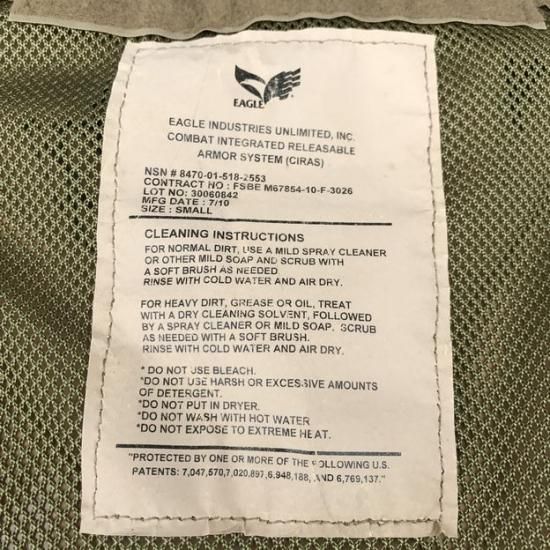 EAGLE
EAGLE INDUSTRIES UNLIMITED, INC.
COMBAT INTEGRATED RELEASABLE
ARMOR SYSTEM (CIRAS)
NSN # 8470-01-518-2553
CONTRACT NO : FSBE M67854-10-F-3026
LOT NO: 30060842
MFG DATE : 7/10
SIZE : SMALL
CLEANING INSTRUCTIONS
FOR NORMAL DIRT, USE A MILD SPRAY CLEANER
OR OTHER MILD SOAP AND SCRUB WITH
A SOFT BRUSH AS NEEDED.
RINSE WITH COLD WATER AND AIR DRY.
FOR HEAVY DIRT, GREASE OR OIL, TREAT
WITH A DRY CLEANING SOLVENT, FOLLOWED
BY A SPRAY CLEANER OR MILD SOAP. SCRUB
AS NEEDED WITH A SOFT BRUSH.
RINSE WITH COLD WATER AND AIR DRY.
* DO NOT USE BLEACH.
*DO NOT USE HARSH OR EXCESSIVE AMOUNTS
OF DETERGENT.
*DO NOT PUT IN DRYER.
*DO NOT WASH WITH HOT WATER
*DO NOT EXPOSE TO EXTREME HEAT.
"PROTECTED BY ONE OR MORE OF THE FOLLOWING U.S.
PATENTS: 7,047,570,7,020,897,6,948,188, AND 6,769,137."